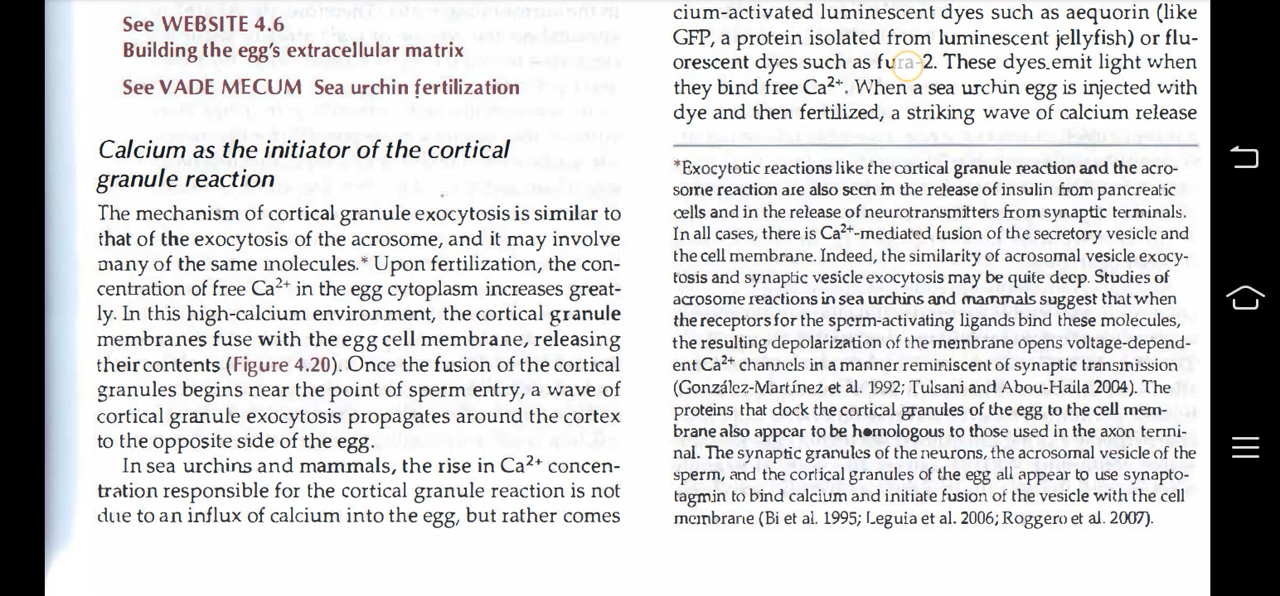 See WEBSITE 4.6
Building the egg's extracellular matrix
See VADE MECUM Sea urchin fertilization
Calcium as the initiator of the cortical
granule reaction
The mechanism of cortical granule exocytosis is similar to
that of the exocytosis of the acrosome, and it may involve
many of the same molecules.* Upon fertilization, the con-
centration of free Ca²⁺ in the egg cytoplasm increases great-
ly. In this high-calcium environment, the cortical granule
membranes fuse with the egg cell membrane, releasing
their contents (Figure 4.20). Once the fusion of the cortical
granules begins near the point of sperm entry, a wave of
cortical granule exocytosis propagates around the cortex
to the opposite side of the egg.
In sea urchins and mammals, the rise in Ca²⁺ concen-
tration responsible for the cortical granule reaction is not
due to an influx of calcium into the egg, but rather comes
cium-activated luminescent dyes such as aequorin (like
GFP, a protein isolated from luminescent jellyfish) or flu-
orescent dyes such as fura-2. These dyes emit light when
they bind free Ca²⁺. When a sea urchin egg is injected with
dye and then fertilized, a striking wave of calcium release
*Exocytotic reactions like the cortical granule reaction and the acro-
some reaction are also seen in the release of insulin from pancreatic
cells and in the release of neurotransmitters from synaptic terminals.
In all cases, there is Ca²⁺-mediated fusion of the secretory vesicle and
the cell membrane. Indeed, the similarity of acrosomal vesicle exocy-
tosis and synaptic vesicle exocytosis may be quite deep. Studies of
acrosome reactions in sea urchins and mammals suggest that when
the receptors for the sperm-activating ligands bind these molecules,
the resulting depolarization of the membrane opens voltage-depend-
ent Ca²⁺ channels in a manner reminiscent of synaptic transmission
(González-Martínez et al. 1992; Tulsani and Abou-Haila 2004). The
proteins that dock the cortical granules of the egg to the cell mem-
brane also appear to be homologous to those used in the axon termi-
nal. The synaptic granules of the neurons, the acrosomal vesicle of the
sperm, and the cortical granules of the egg all appear to use synapto-
tagmin to bind calcium and initiate fusion of the vesicle with the cell
membrane (Bi et al. 1995; Leguia et al. 2006; Roggero et al. 2007).